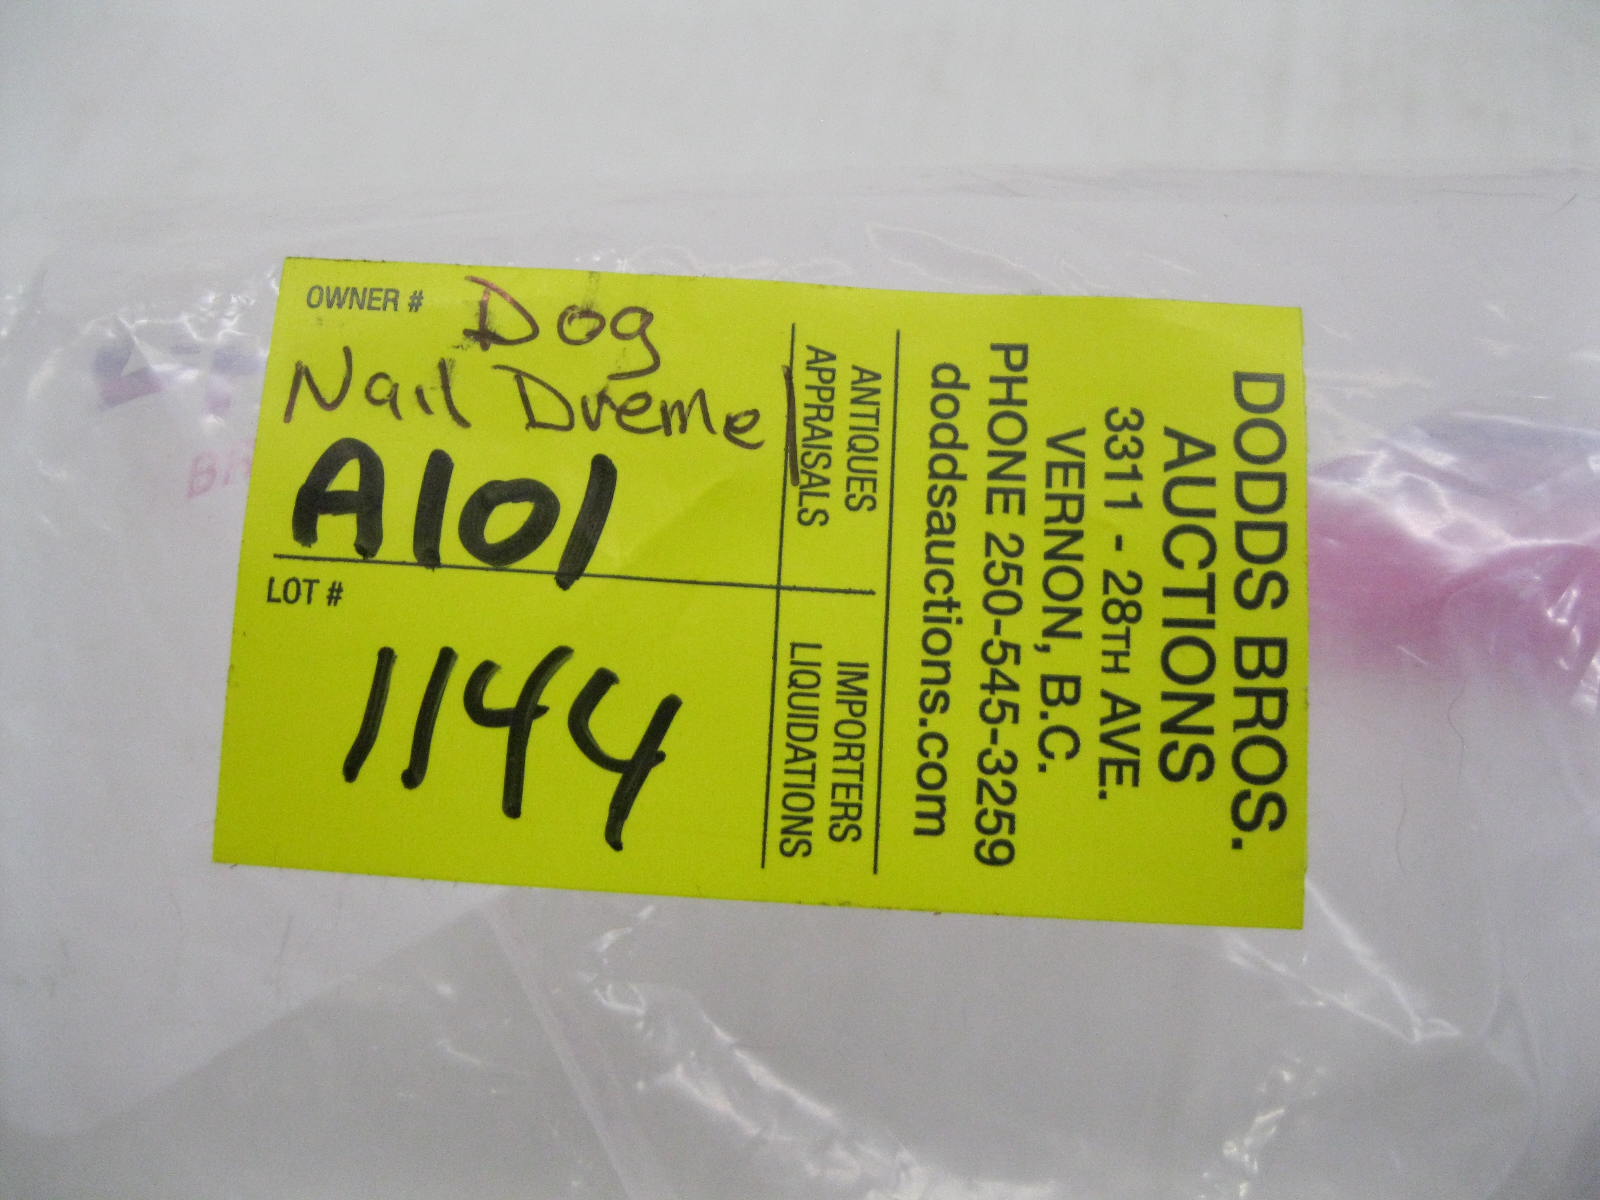 OWNER #
Dog
Nail Dreme
A101
LOT #
1144
ANTIQUES
APPRAISALS
IMPORTERS
LIQUIDATIONS
DODDS BROS.
AUCTIONS
3311 - 28TH AVE.
VERNON, B.C.
PHONE 250-545-3259
doddsauctions.com